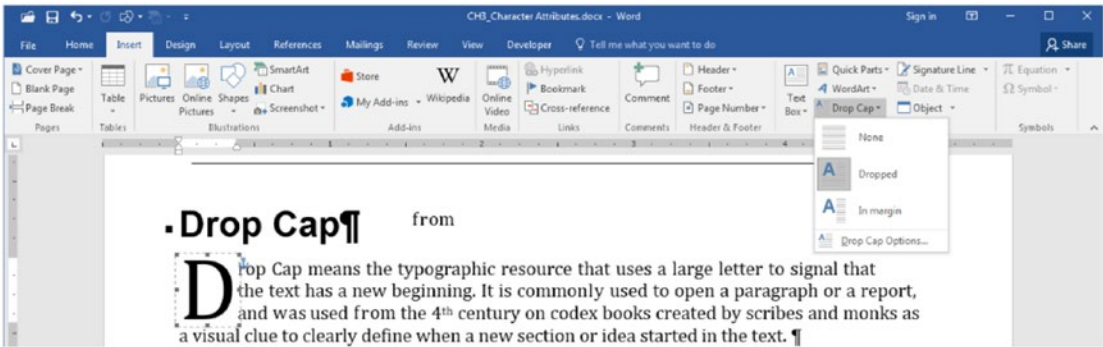 CH3_Character Attributes.docx - Word
Sign in
File Home Insert Design Layout References Mailings Review View Developer Tell me what you want to do Share
Cover Page
Blank Page
Page Break
Pages
Table
Tables
Pictures
Online Pictures
Shapes
SmartArt
Chart
Screenshot
Illustrations
Store
My Add-ins
W
Wikipedia
Add-ins
Online Video
Media
Hyperlink
Bookmark
Cross-reference
Links
Comment
Comments
Header
Footer
Page Number
Header & Footer
Text Box
Quick Parts
WordArt
Drop Cap
Signature Line
Date & Time
Object
Equation
Symbol
Symbols
None
Dropped
In margin
Drop Cap Options...
1 2 3 4
Drop Cap¶ from
Drop Cap means the typographic resource that uses a large letter to signal that
the text has a new beginning. It is commonly used to open a paragraph or a report,
and was used from the 4th century on codex books created by scribes and monks as
a visual clue to clearly define when a new section or idea started in the text. ¶